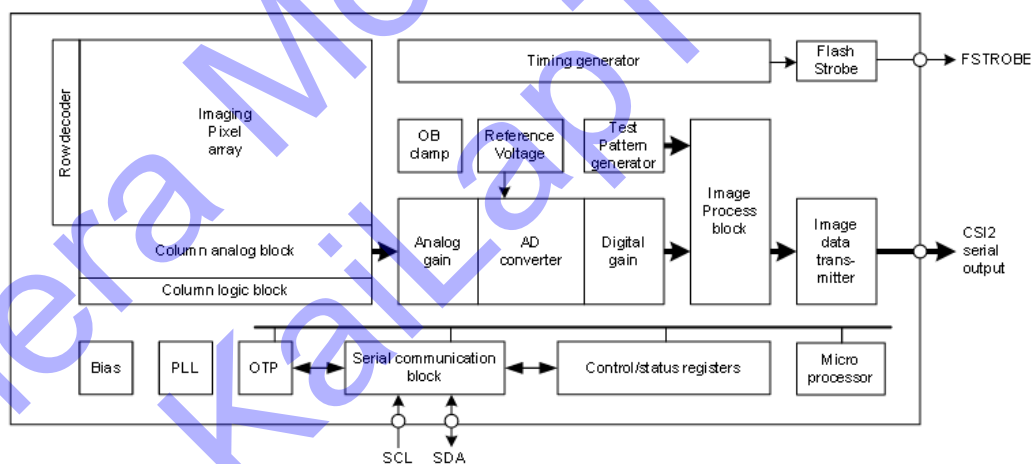 Timing generator
Flash
Strobe
FSTROBE
Row decoder
Imaging
Pixel
array
OB
clamp
Reference
Voltage
Test
Pattern
generator
Image
Process
block
Column analog block
Analog
gain
AD
converter
Digital
gain
Image
data
trans-
mitter
CSI2
serial
output
Column logic block
Bias
PLL
OTP
Serial communication
block
Control/status registers
Micro
processor
SCL
SDA
KaiLap